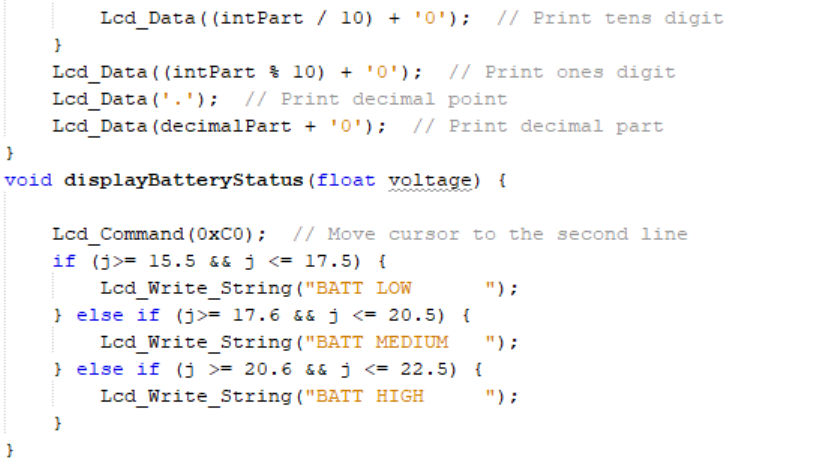 Lcd_Data((intPart / 10) + '0');  // Print tens digit
    }
    Lcd_Data((intPart % 10) + '0');  // Print ones digit
    Lcd_Data('.');  // Print decimal point
    Lcd_Data(decimalPart + '0');  // Print decimal part
}
void displayBatteryStatus(float voltage) {
    Lcd_Command(0xC0);  // Move cursor to the second line
    if (j>= 15.5 && j <= 17.5) {
        Lcd_Write_String("BATT LOW      ");
    } else if (j>= 17.6 && j <= 20.5) {
        Lcd_Write_String("BATT MEDIUM   ");
    } else if (j >= 20.6 && j <= 22.5) {
        Lcd_Write_String("BATT HIGH     ");
    }
}